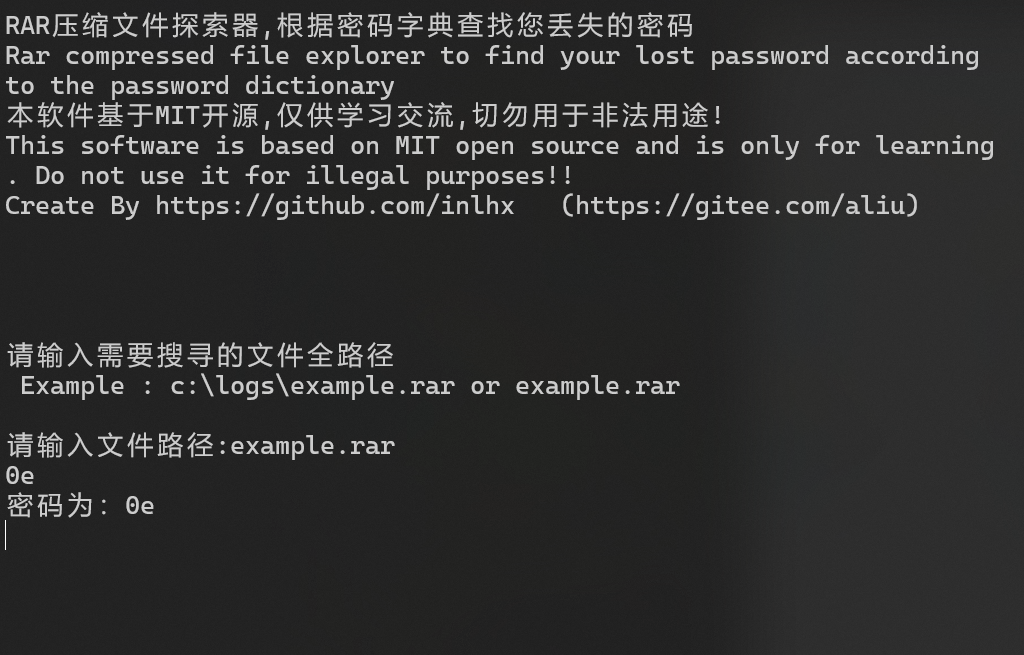 RAR压缩文件探索器,根据密码字典查找您丢失的密码
Rar compressed file explorer to find your lost password according
to the password dictionary
本软件基于MIT开源,仅供学习交流,切勿用于非法用途!
This software is based on MIT open source and is only for learning
. Do not use it for illegal purposes!!
Create By https://github.com/inlhx   (https://gitee.com/aliu)
请输入需要搜寻的文件全路径
 Example : c:\logs\example.rar or example.rar
请输入文件路径:example.rar
0e
密码为: 0e